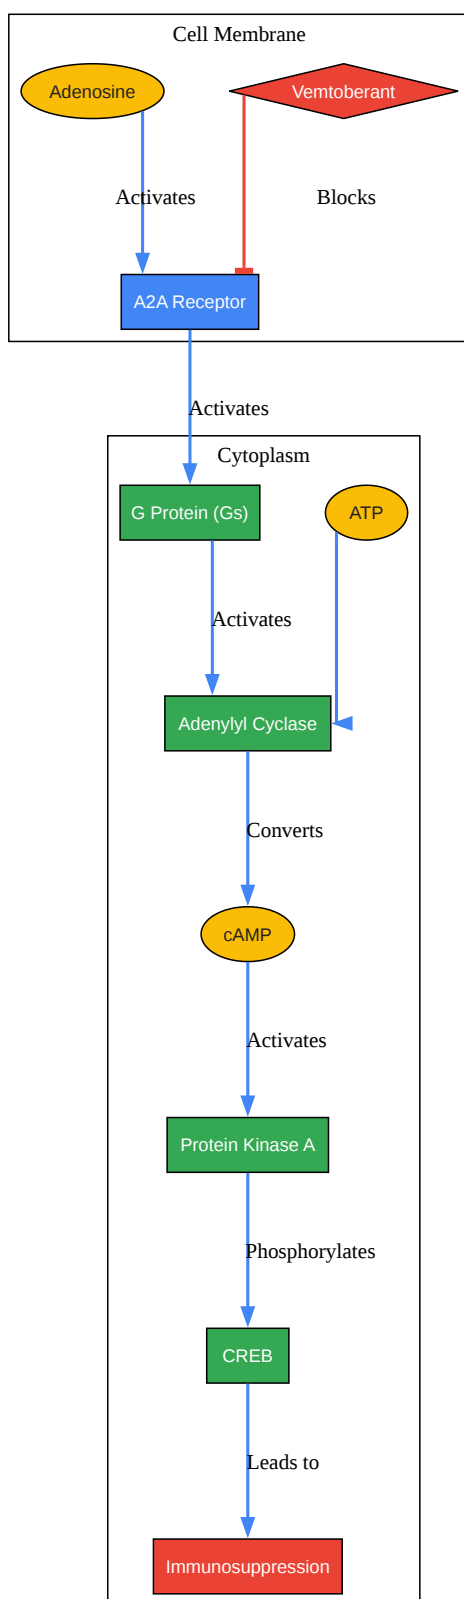 Cell Membrane
Adenosine
Vemtoberant
Activates
Blocks
A2A Receptor
Activates
Cytoplasm
G Protein (Gs)
ATP
Activates
Adenylyl Cyclase
Converts
cAMP
Activates
Protein Kinase A
Phosphorylates
CREB
Leads to
Immunosuppression